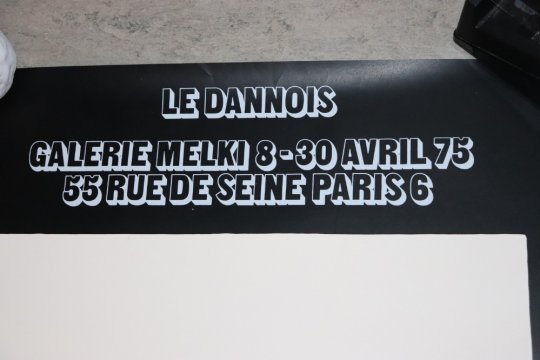 LE DANNOIS
GALERIE MELKI 8-30 AVRIL 75
55 RUE DE SEINE PARIS 6